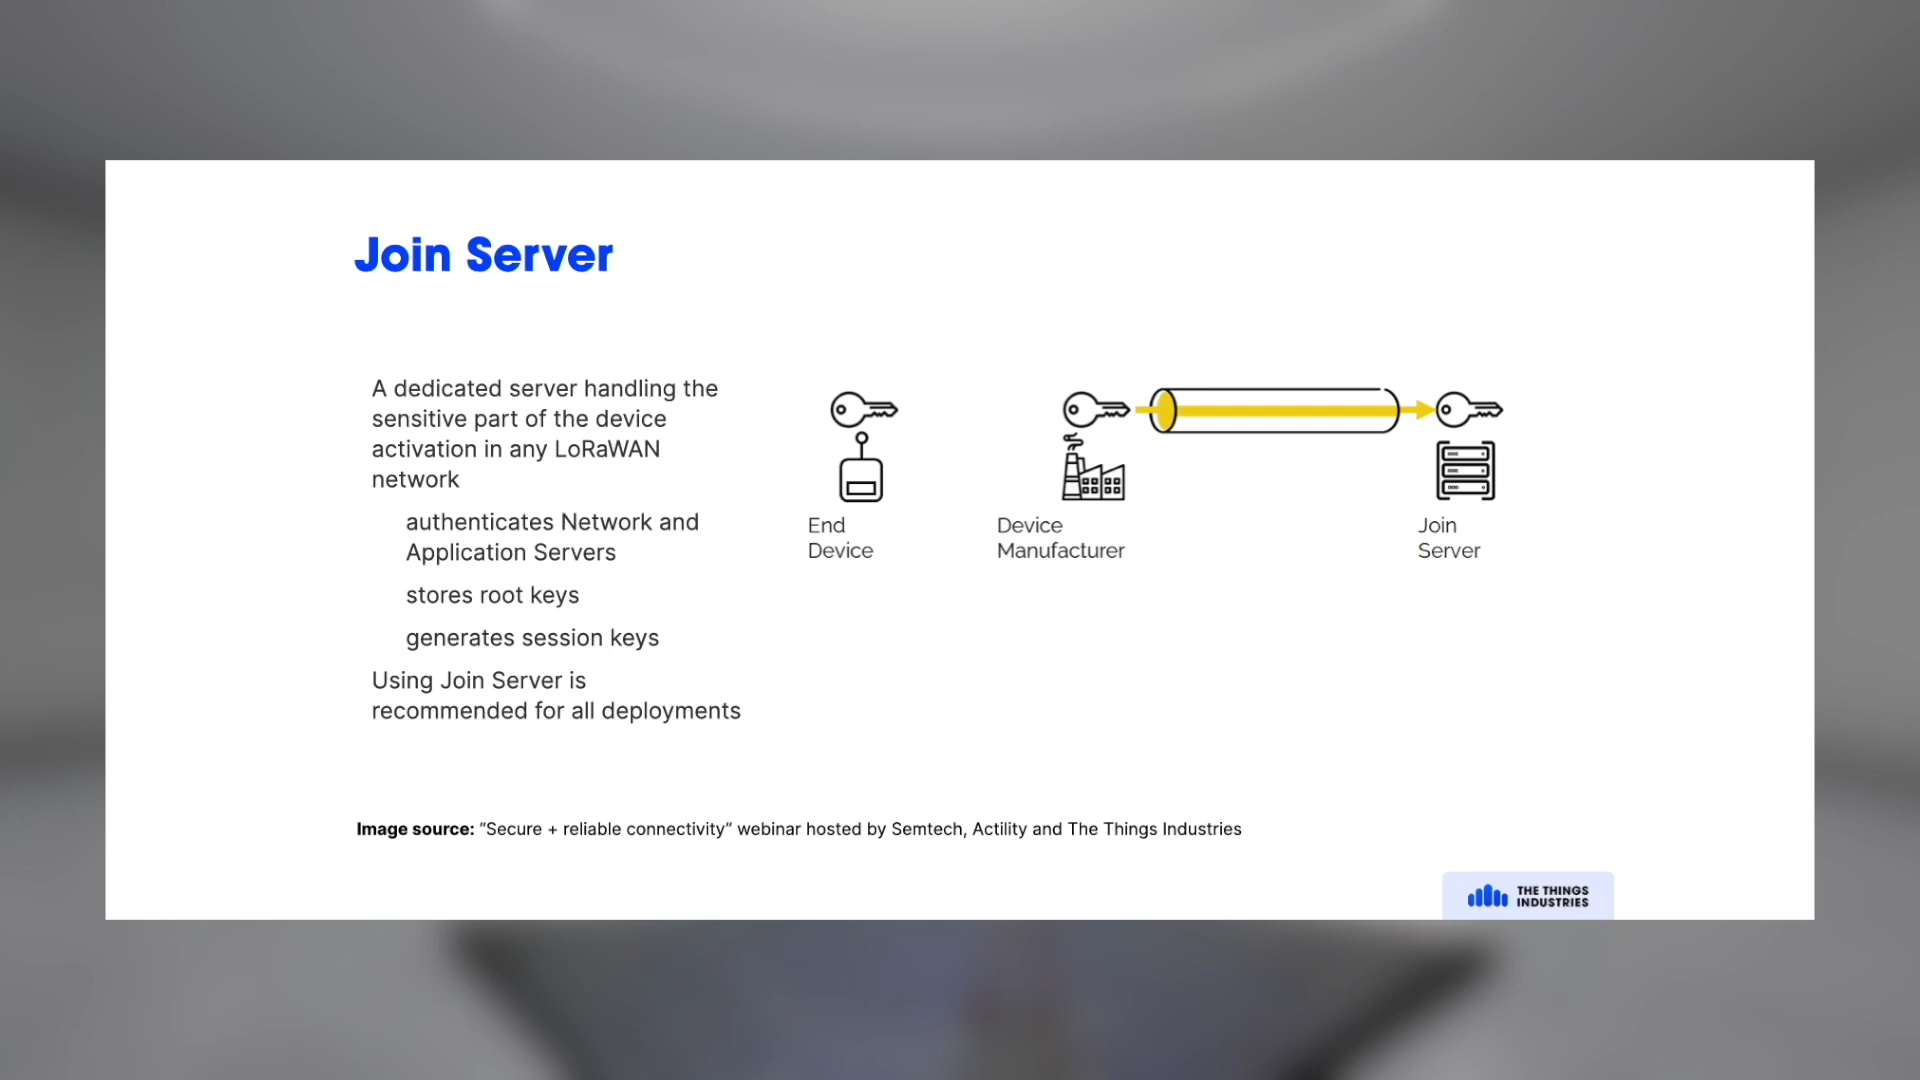 Join Server
A dedicated server handling the
sensitive part of the device
activation in any LoRaWAN
network
authenticates Network and
Application Servers
stores root keys
generates session keys
Using Join Server is
recommended for all deployments
End
Device
Device
Manufacturer
Join
Server
Image source: “Secure + reliable connectivity” webinar hosted by Semtech, Actility and The Things Industries
THE THINGS
INDUSTRIES